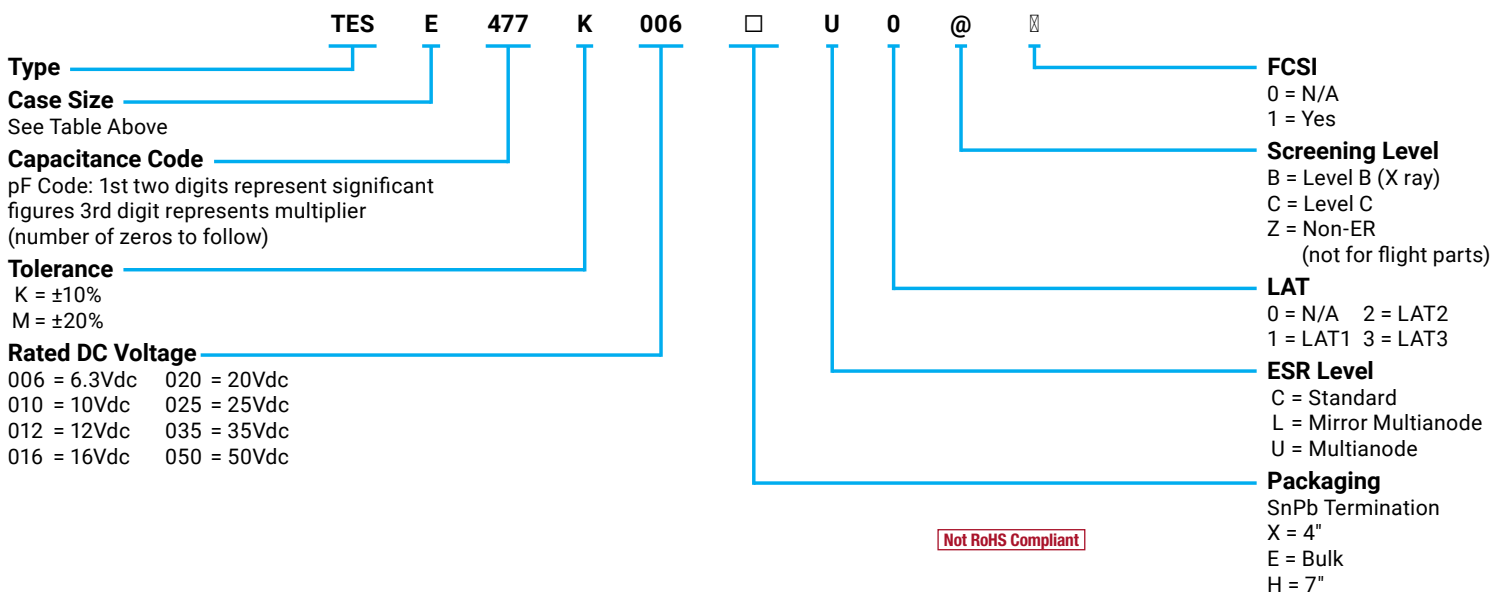 TES E 477 K 006 □ U 0 @
Type
Case Size
See Table Above
Capacitance Code
pF Code: 1st two digits represent significant
figures 3rd digit represents multiplier
(number of zeros to follow)
Tolerance
K = ±10%
M = ±20%
Rated DC Voltage
006 = 6.3Vdc 020 = 20Vdc
010 = 10Vdc 025 = 25Vdc
012 = 12Vdc 035 = 35Vdc
016 = 16Vdc 050 = 50Vdc
FCSI
0 = N/A
1 = Yes
Screening Level
B = Level B (X ray)
C = Level C
Z = Non-ER
(not for flight parts)
LAT
0 = N/A 2 = LAT2
1 = LAT1 3 = LAT3
ESR Level
C = Standard
L = Mirror Multianode
U = Multianode
Packaging
SnPb Termination
X = 4"
E = Bulk
H = 7"
Not RoHS Compliant